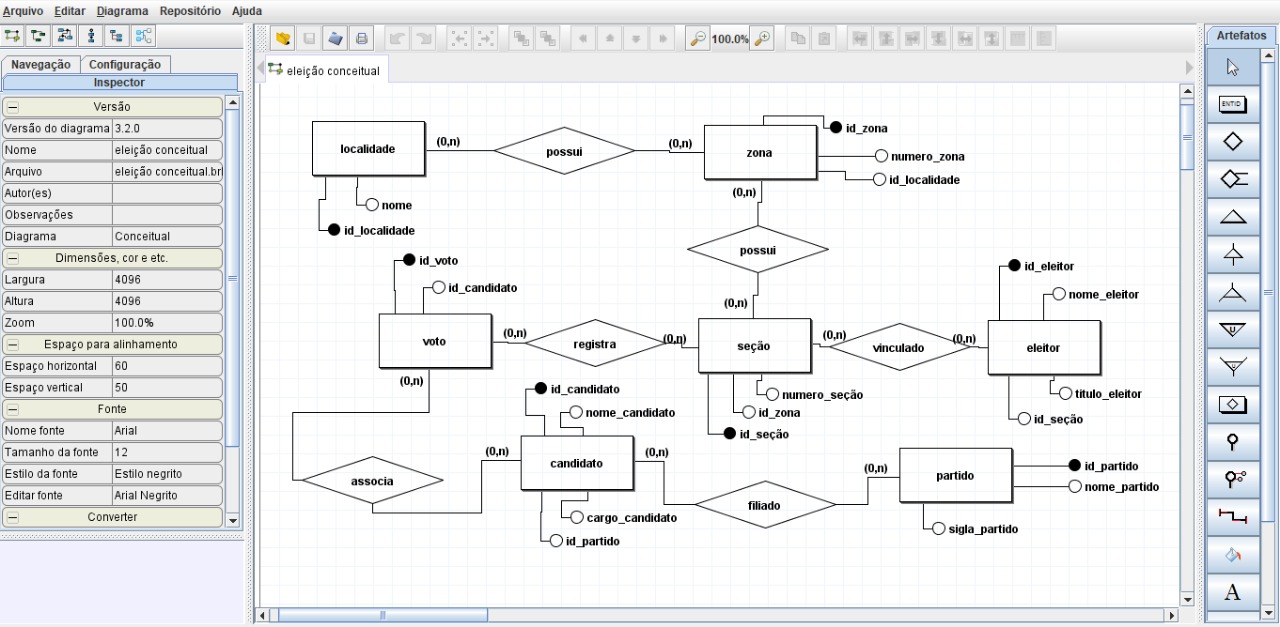 Arquivo Editar Diagrama Repositório Ajuda
100.0%
Artefatos
Navegação Configuração
Inspector
eleição conceitual
Versão
Versão do diagrama 3.2.0
Nome eleição conceitual
Arquivo eleição conceitual.br
Autor(es)
Observações
Diagrama Conceitual
Dimensões, cor e etc.
Largura 4096
Altura 4096
Zoom 100.0%
Espaço para alinhamento
Espaço horizontal 60
Espaço vertical 50
Fonte
Nome fonte Arial
Tamanho da fonte 12
Estilo da fonte Estilo negrito
Editar fonte Arial Negrito
Converter
localidade
(0,n)
possui
(0,n)
zona
id_zona
numero_zona
id_localidade
nome
id_localidade
(0,n)
possui
(0,n)
id_voto
id_candidato
voto
(0,n)
registra
(0,n)
seção
(0,n)
vinculado
(0,n)
eleitor
id_eleitor
nome_eleitor
titulo_eleitor
id_seção
numero_seção
id_zona
id_seção
(0,n)
associa
(0,n)
id_candidato
nome_candidato
candidato
(0,n)
cargo_candidato
id_partido
filiado
(0,n)
partido
id_partido
nome_partido
sigla_partido
ENTID
U
A